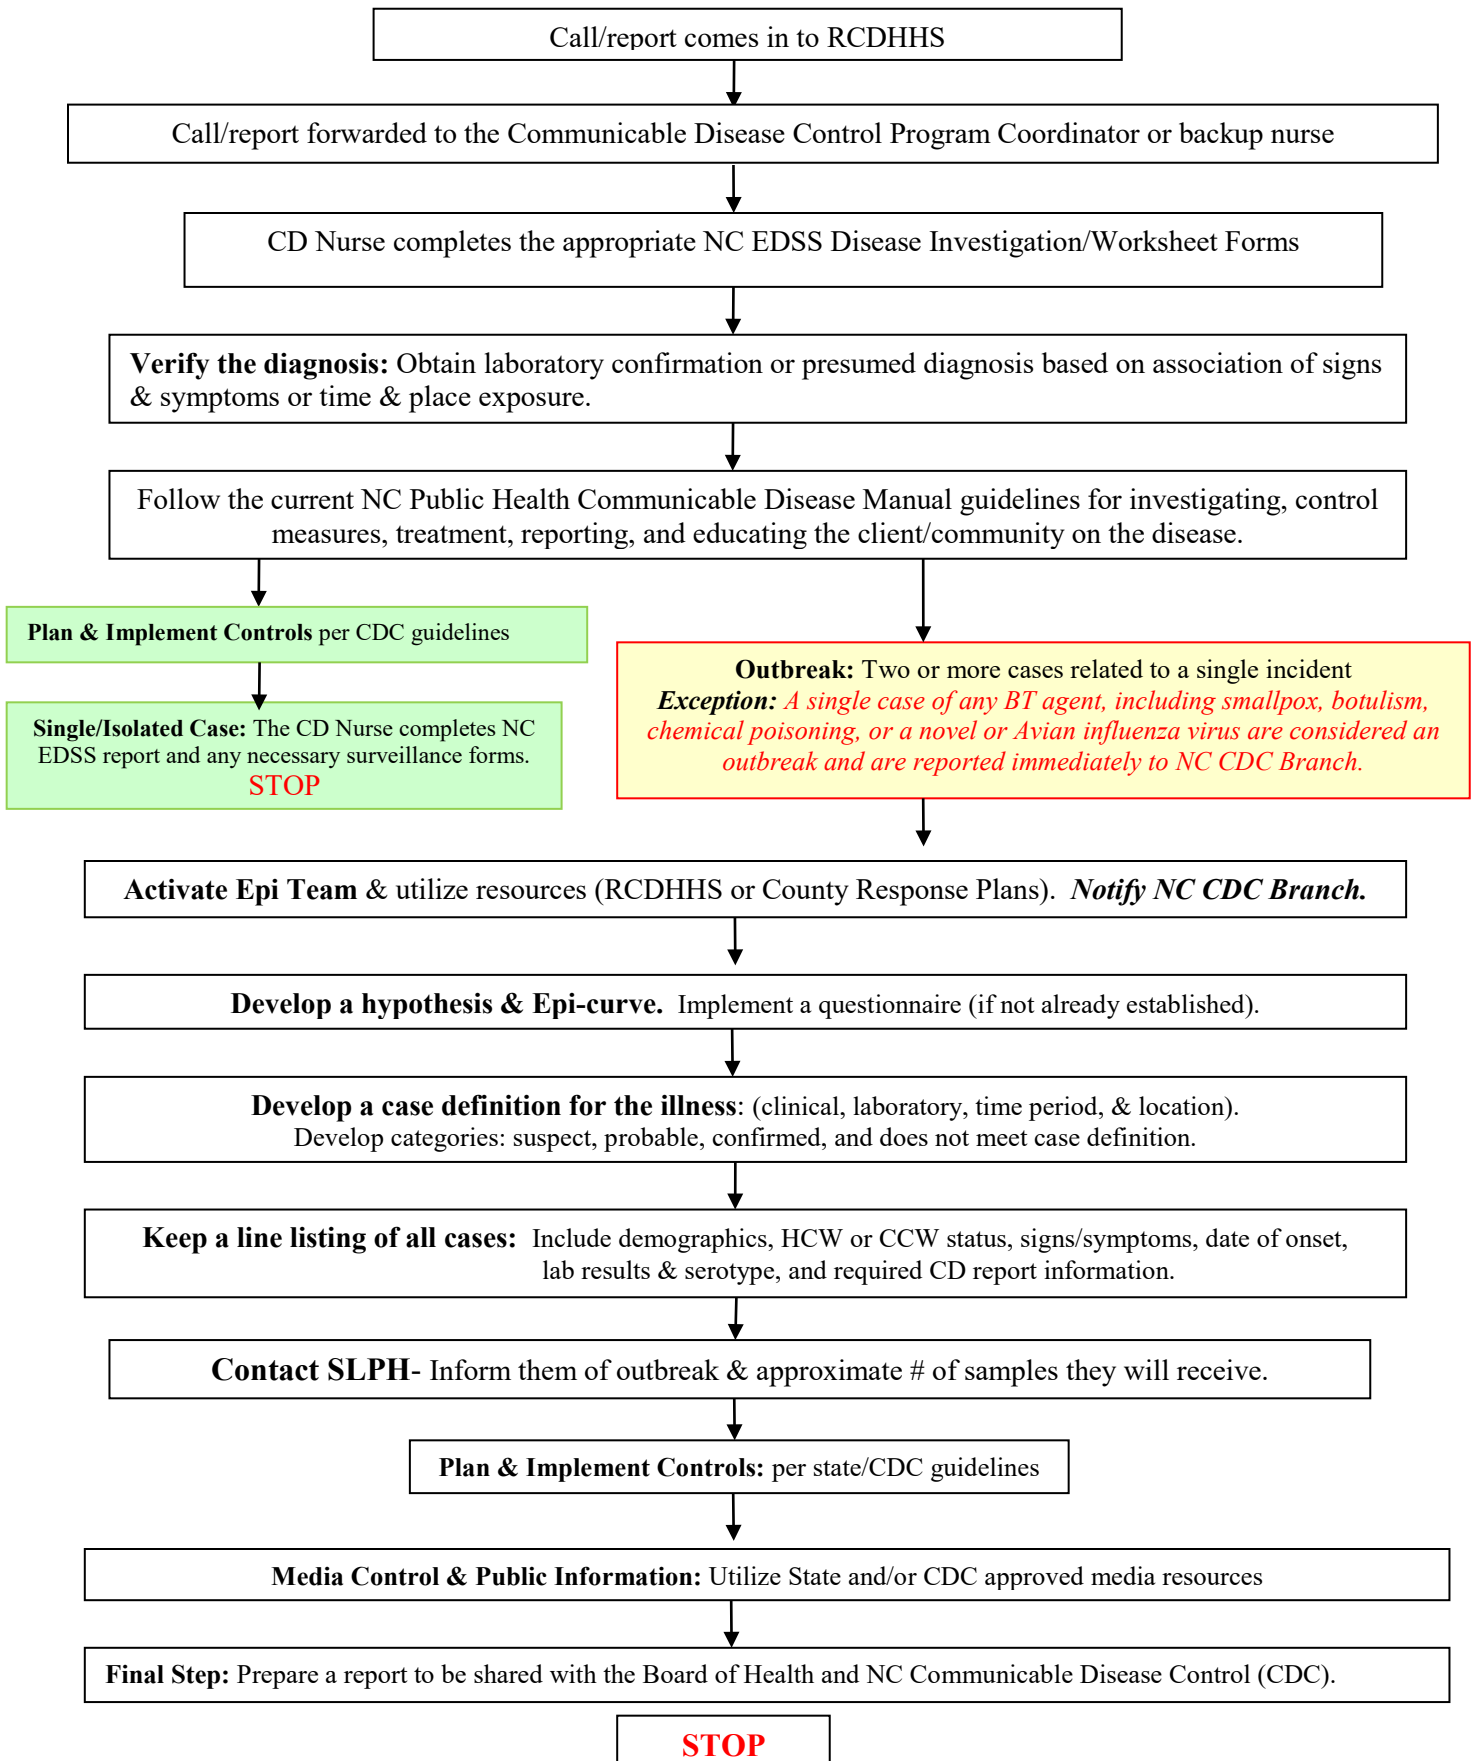 Call/report comes in to RCDHHS
Call/report forwarded to the Communicable Disease Control Program Coordinator or backup nurse
CD Nurse completes the appropriate NC EDSS Disease Investigation/Worksheet Forms
Verify the diagnosis: Obtain laboratory confirmation or presumed diagnosis based on association of signs
& symptoms or time & place exposure.
Follow the current NC Public Health Communicable Disease Manual guidelines for investigating, control
measures, treatment, reporting, and educating the client/community on the disease.
Plan & Implement Controls per CDC guidelines
Single/Isolated Case: The CD Nurse completes NC
EDSS report and any necessary surveillance forms.
STOP
Outbreak: Two or more cases related to a single incident
Exception: A single case of any BT agent, including smallpox, botulism,
chemical poisoning, or a novel or Avian influenza virus are considered an
outbreak and are reported immediately to NC CDC Branch.
Activate Epi Team & utilize resources (RCDHHS or County Response Plans). Notify NC CDC Branch.
Develop a hypothesis & Epi-curve. Implement a questionnaire (if not already established).
Develop a case definition for the illness: (clinical, laboratory, time period, & location).
Develop categories: suspect, probable, confirmed, and does not meet case definition.
Keep a line listing of all cases: Include demographics, HCW or CCW status, signs/symptoms, date of onset,
lab results & serotype, and required CD report information.
Contact SLPH- Inform them of outbreak & approximate # of samples they will receive.
Plan & Implement Controls: per state/CDC guidelines
Media Control & Public Information: Utilize State and/or CDC approved media resources
Final Step: Prepare a report to be shared with the Board of Health and NC Communicable Disease Control (CDC).
STOP